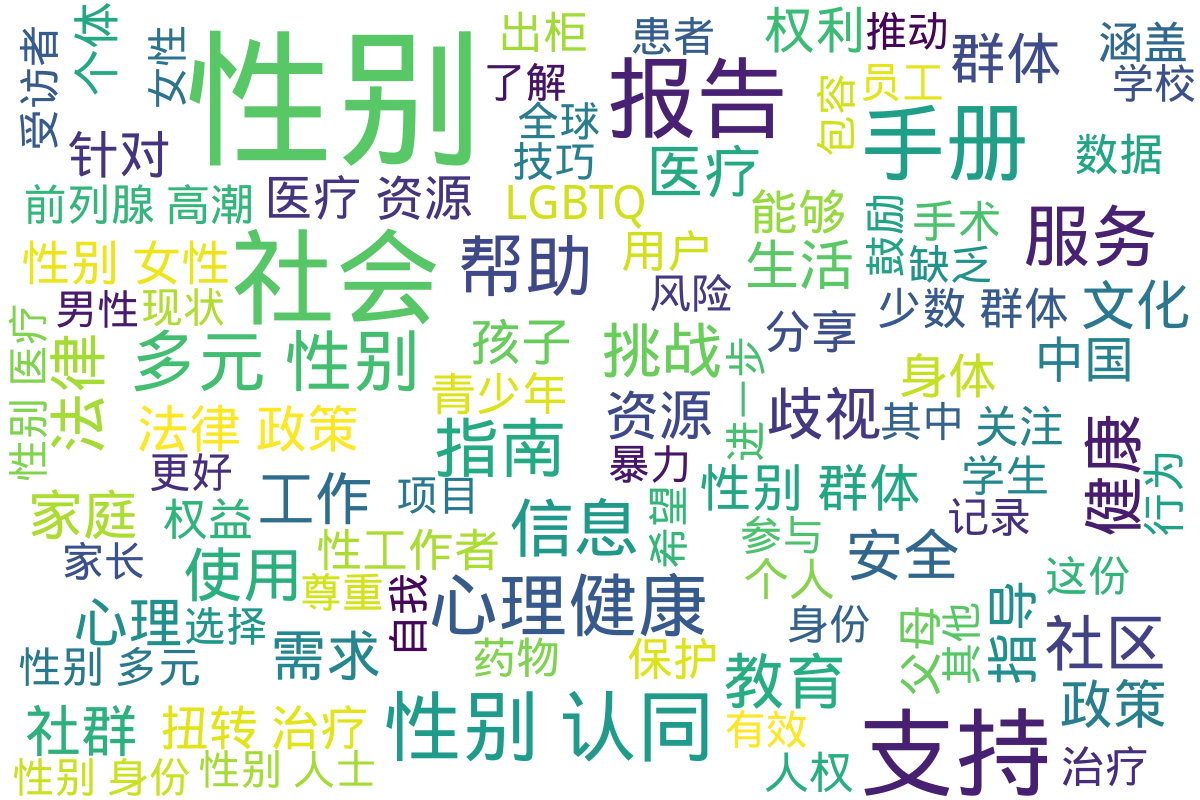 性别
报告
手册
个体
女性
受访者
针对
出柜
了解
全球
技巧
患者
权利
推动
群体
涵盖
学校
员工
包容
数据
医疗
前列腺 高潮
医疗 资源
LGBTQ
能够
鼓励
手术
服务
缺乏
性别 女性
社会
帮助
用户
生活
风险
男性
现状
少数 群体
文化
性别 医疗
法律
多元 性别
孩子
挑战
进一步
分享
中国
身体
青少年
资源
歧视
其中
关注
健康
法律 政策
指南
暴力
更好
工作
项目
性别 群体
学生
行为
家庭
权益
信息
希望
记录
参与
家长
使用
性工作者
个人
安全
这份
尊重
自我
心理健康
心理
选择
需求
身份
父母
其他
指导
社区
性别 多元
药物
保护
教育
政策
社群
扭转 治疗
性别 认同
有效
支持
性别 身份
性别 人士
人权
治疗